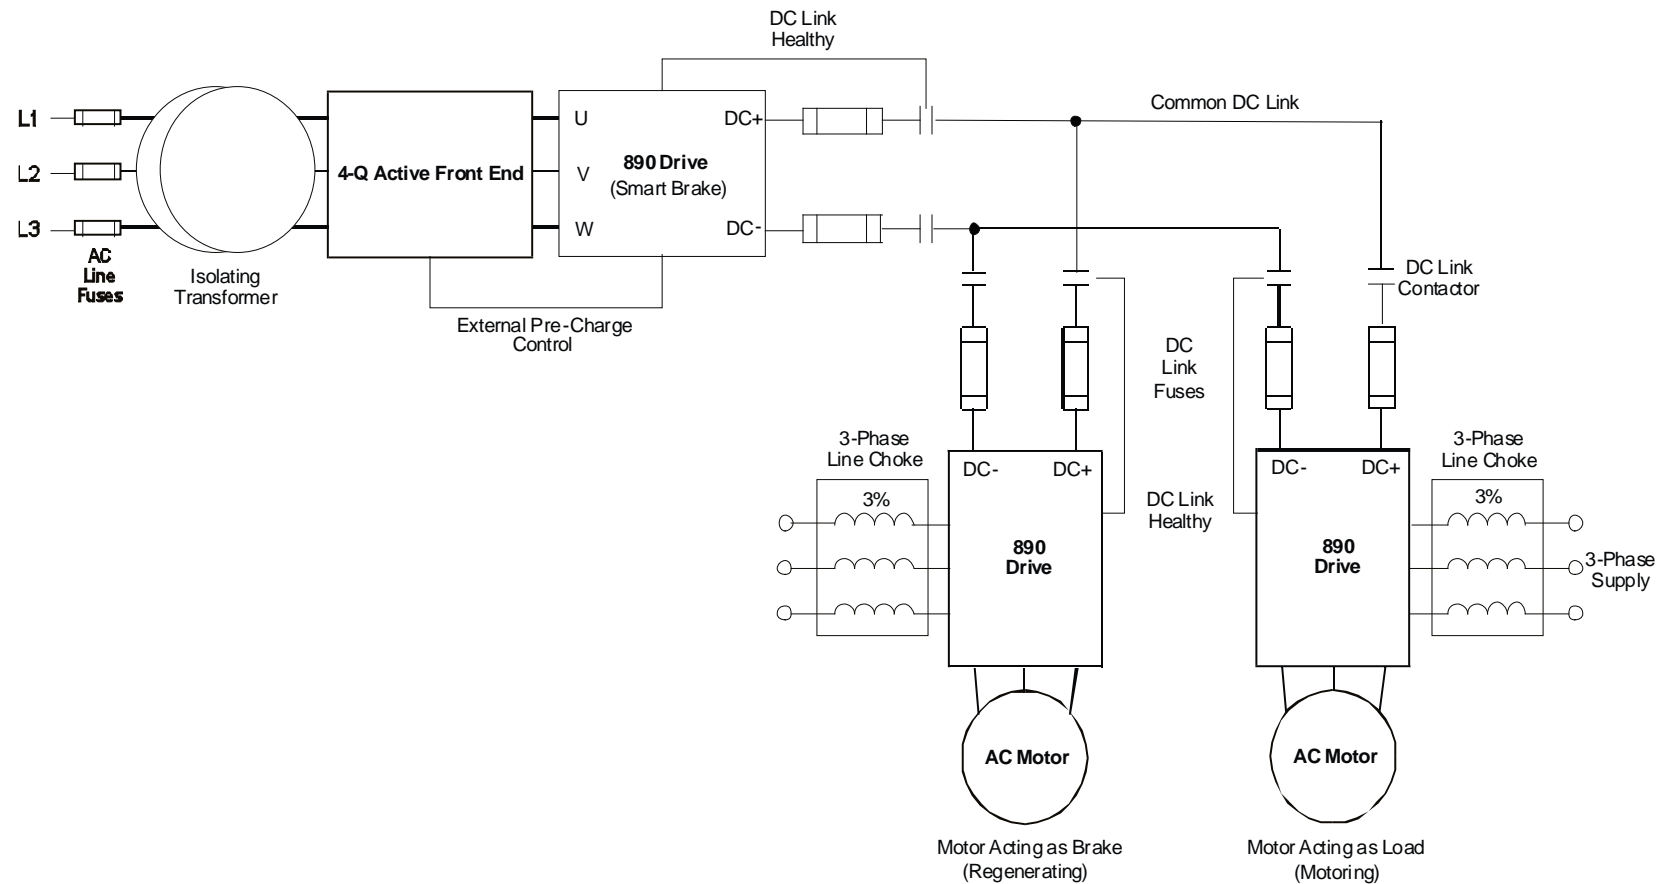 DC Link
Healthy
Common DC Link
L1
L2
L3
AC
Line
Fuses
Isolating
Transformer
4-Q Active Front End
U
V
W
890 Drive
(Smart Brake)
DC+
DC-
External Pre-Charge
Control
DC Link
Contactor
DC
Link
Fuses
3-Phase
Line Choke
3%
DC-
DC+
890
Drive
DC Link
Healthy
DC-
DC+
890
Drive
3-Phase
Line Choke
3%
3-Phase
Supply
AC Motor
AC Motor
Motor Acting as Brake
(Regenerating)
Motor Acting as Load
(Motoring)